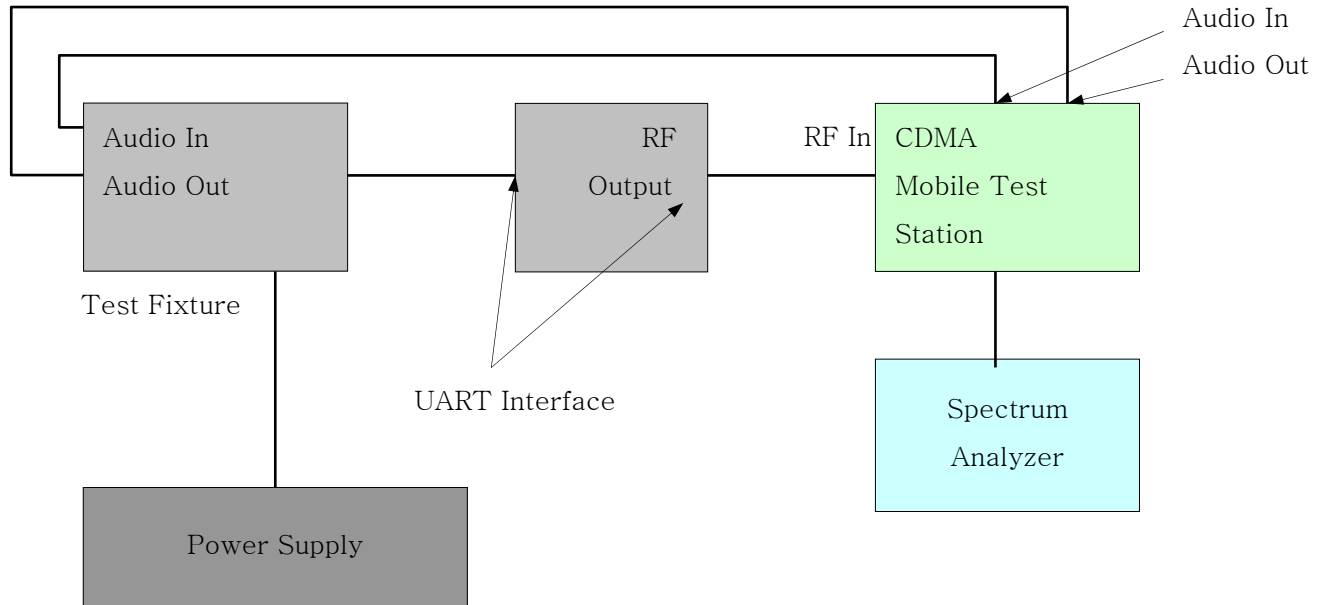 Audio In
Audio Out
Audio In
Audio Out
RF
Output
RF In
CDMA
Mobile Test
Station
Test Fixture
UART Interface
Spectrum
Analyzer
Power Supply